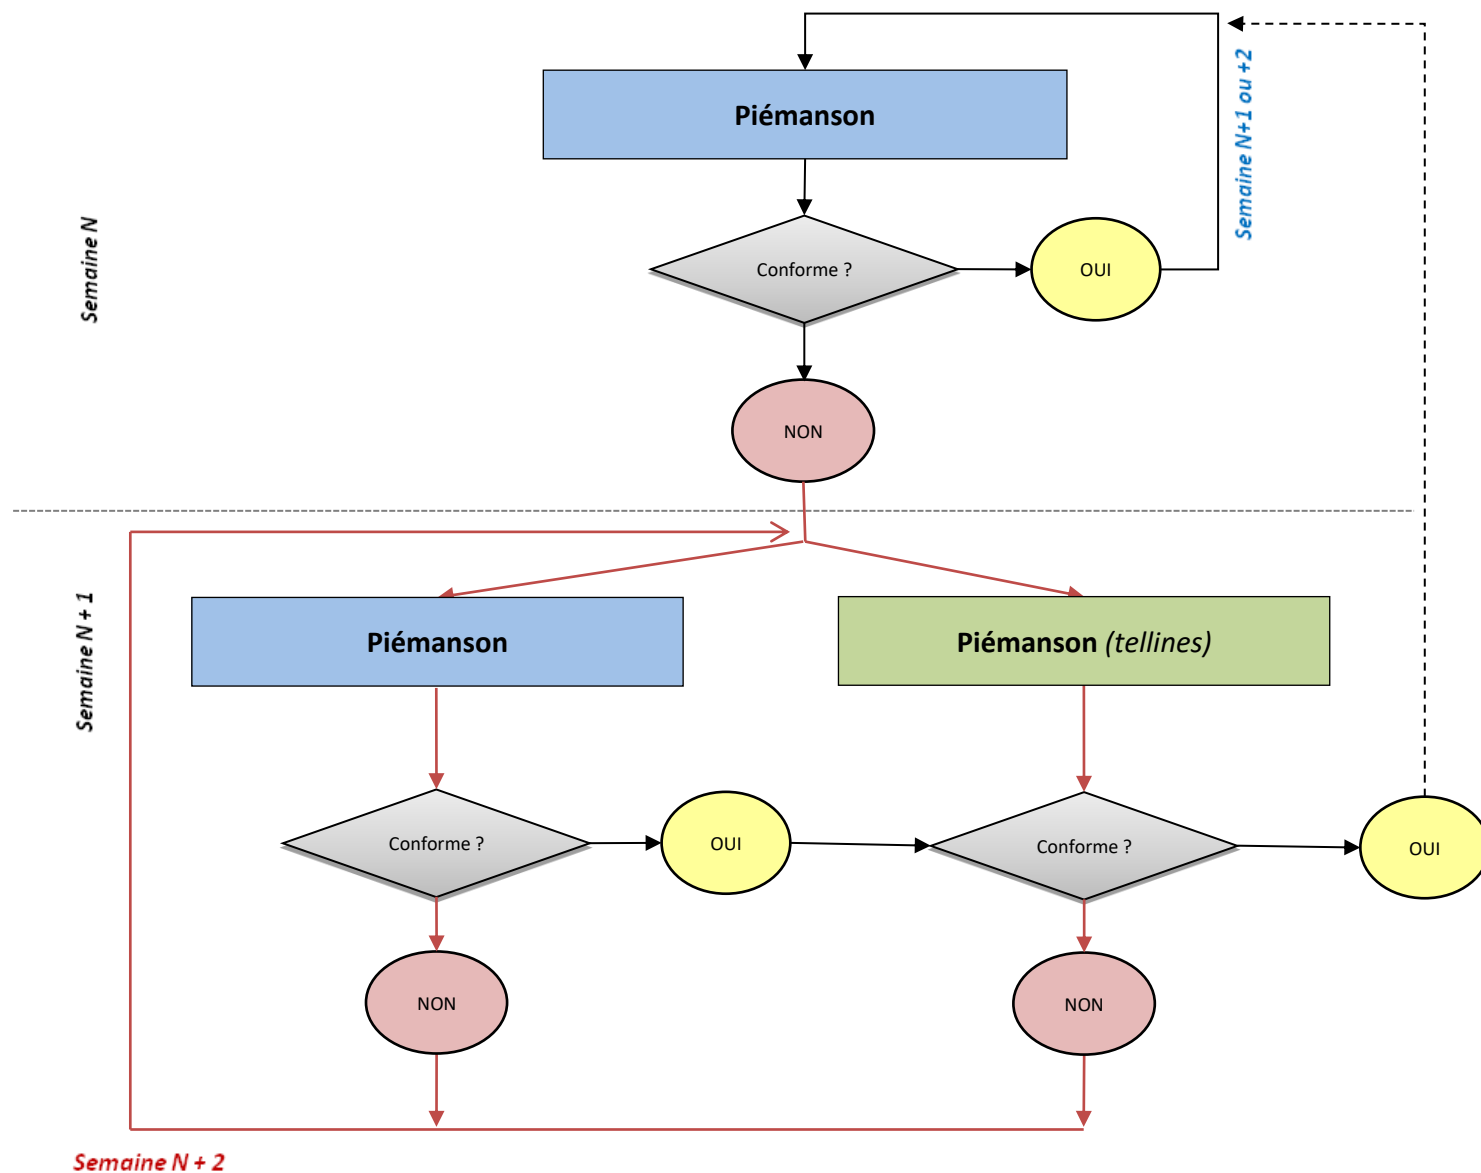 Piémanson
Semaine N+1 ou +2
Semaine N
Conforme ?
OUI
NON
Semaine N + 1
Piémanson
Piémanson (tellines)
Conforme ?
OUI
Conforme ?
OUI
NON
NON
Semaine N + 2